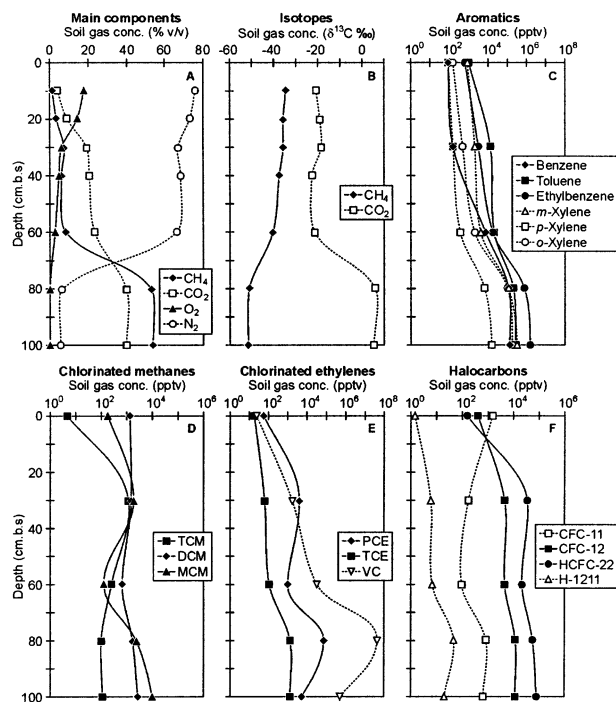 Main components
Soil gas conc. (% v/v)
0 20 40 60 80
Depth (cm.b.s)
0
20
40
60
80
100
A
CH4
CO2
O2
N2
Isotopes
Soil gas conc. (δ13C ‰)
-60 -40 -20 0 10
B
CH4
CO2
Aromatics
Soil gas conc. (pptv)
10^0 10^2 10^4 10^6 10^8
C
Benzene
Toluene
Ethylbenzene
m-Xylene
p-Xylene
o-Xylene
Chlorinated methanes
Soil gas conc. (pptv)
10^0 10^2 10^4 10^6
Depth (cm.b.s)
0
20
40
60
80
100
D
TCM
DCM
MCM
Chlorinated ethylenes
Soil gas conc. (pptv)
10^0 10^2 10^4 10^6 10^8
E
PCE
TCE
VC
Halocarbons
Soil gas conc. (pptv)
10^0 10^2 10^4 10^6
F
CFC-11
CFC-12
HCFC-22
H-1211